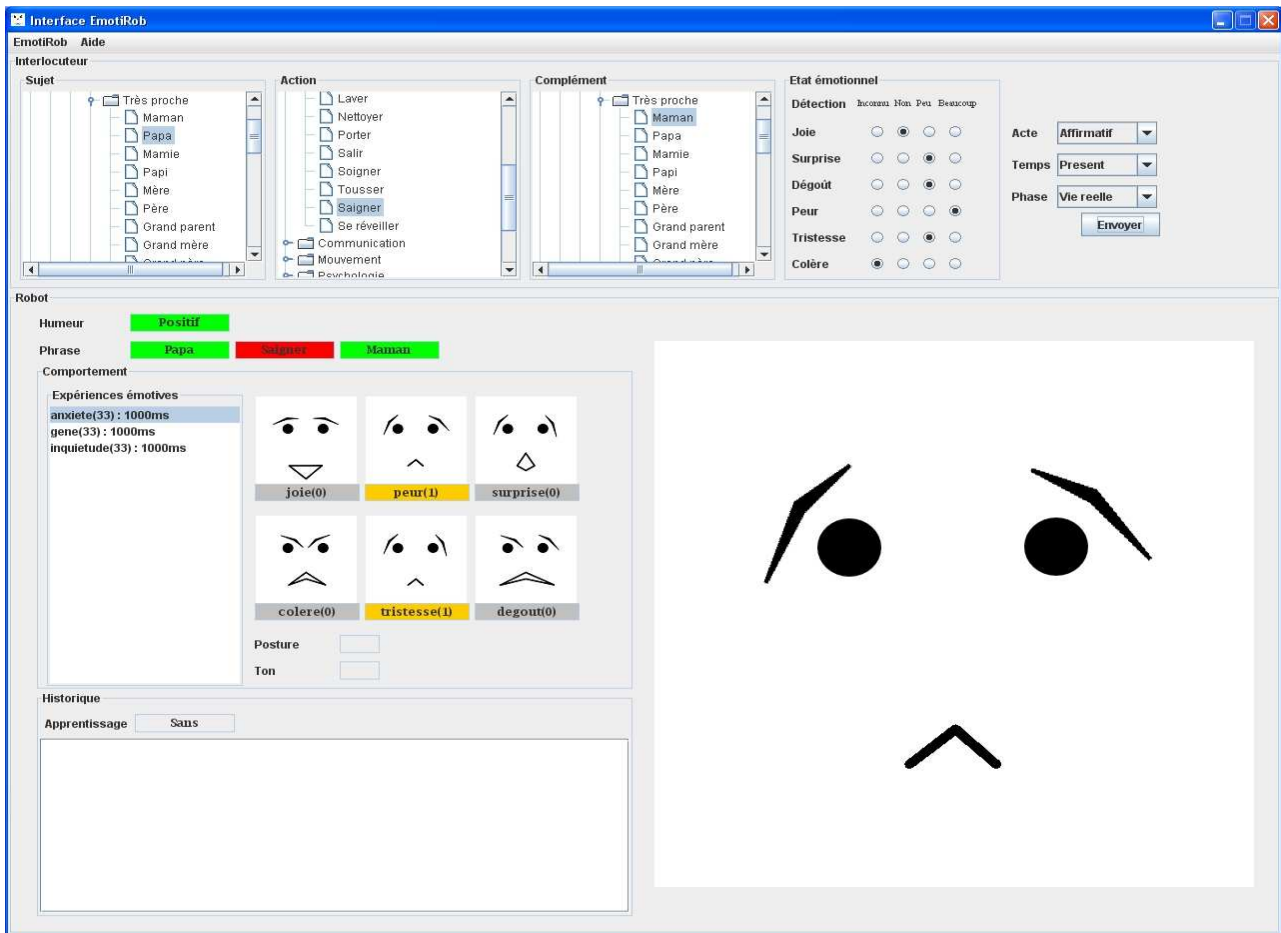 Interface EmotiRob
EmotiRob Aide
Interlocuteur
Sujet
Très proche
Maman
Papa
Mamie
Papi
Mère
Père
Grand parent
Grand mère
Grand père
Action
Laver
Nettoyer
Porter
Salir
Soigner
Tousser
Saigner
Se réveiller
Communication
Mouvement
Psychologie
Complément
Très proche
Maman
Papa
Mamie
Papi
Mère
Père
Grand parent
Grand mère
Grand père
Etat émotionnel
Détection Inconnu Non Peu Beaucoup
Joie
Surprise
Dégoût
Peur
Tristesse
Colère
Acte Affirmatif
Temps Present
Phase Vie reelle
Envoyer
Robot
Humeur Positif
Phrase Papa Saigner Maman
Comportement
Expériences émotives
anxiete(33) : 1000ms
gene(33) : 1000ms
inquietude(33) : 1000ms
joie(0) peur(1) surprise(0)
colere(0) tristesse(1) degout(0)
Posture
Ton
Historique
Apprentissage Sans